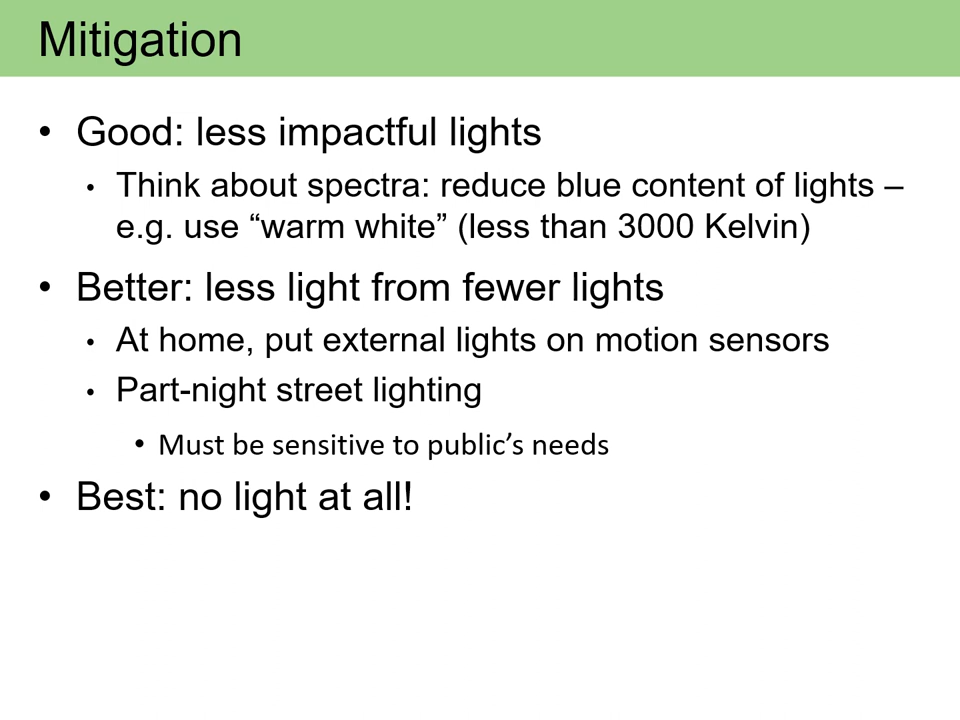 Mitigation
• Good: less impactful lights
• Think about spectra: reduce blue content of lights –
e.g. use “warm white” (less than 3000 Kelvin)
• Better: less light from fewer lights
• At home, put external lights on motion sensors
• Part-night street lighting
• Must be sensitive to public’s needs
• Best: no light at all!